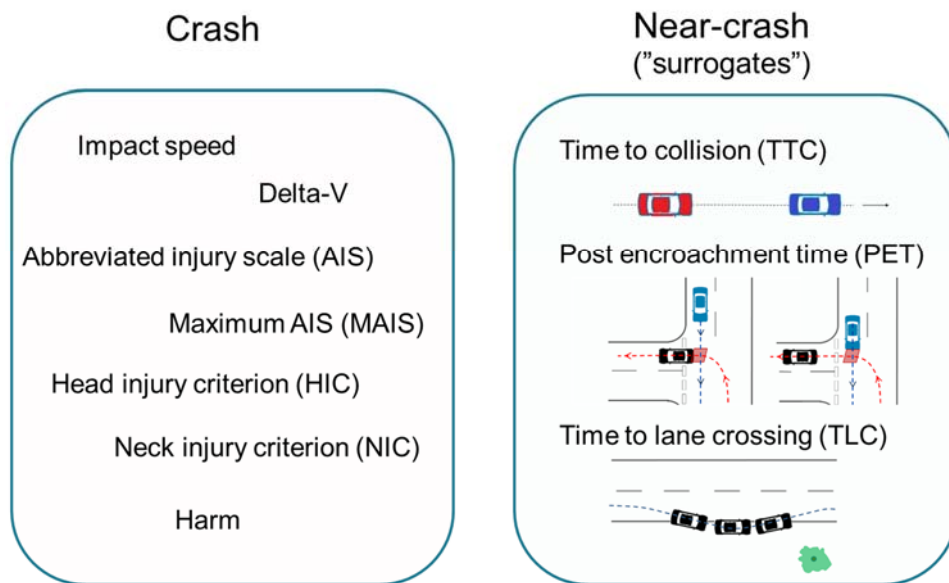 Crash
Impact speed
Delta-V
Abbreviated injury scale (AIS)
Maximum AIS (MAIS)
Head injury criterion (HIC)
Neck injury criterion (NIC)
Harm
Near-crash
(”surrogates”)
Time to collision (TTC)
Post encroachment time (PET)
Time to lane crossing (TLC)